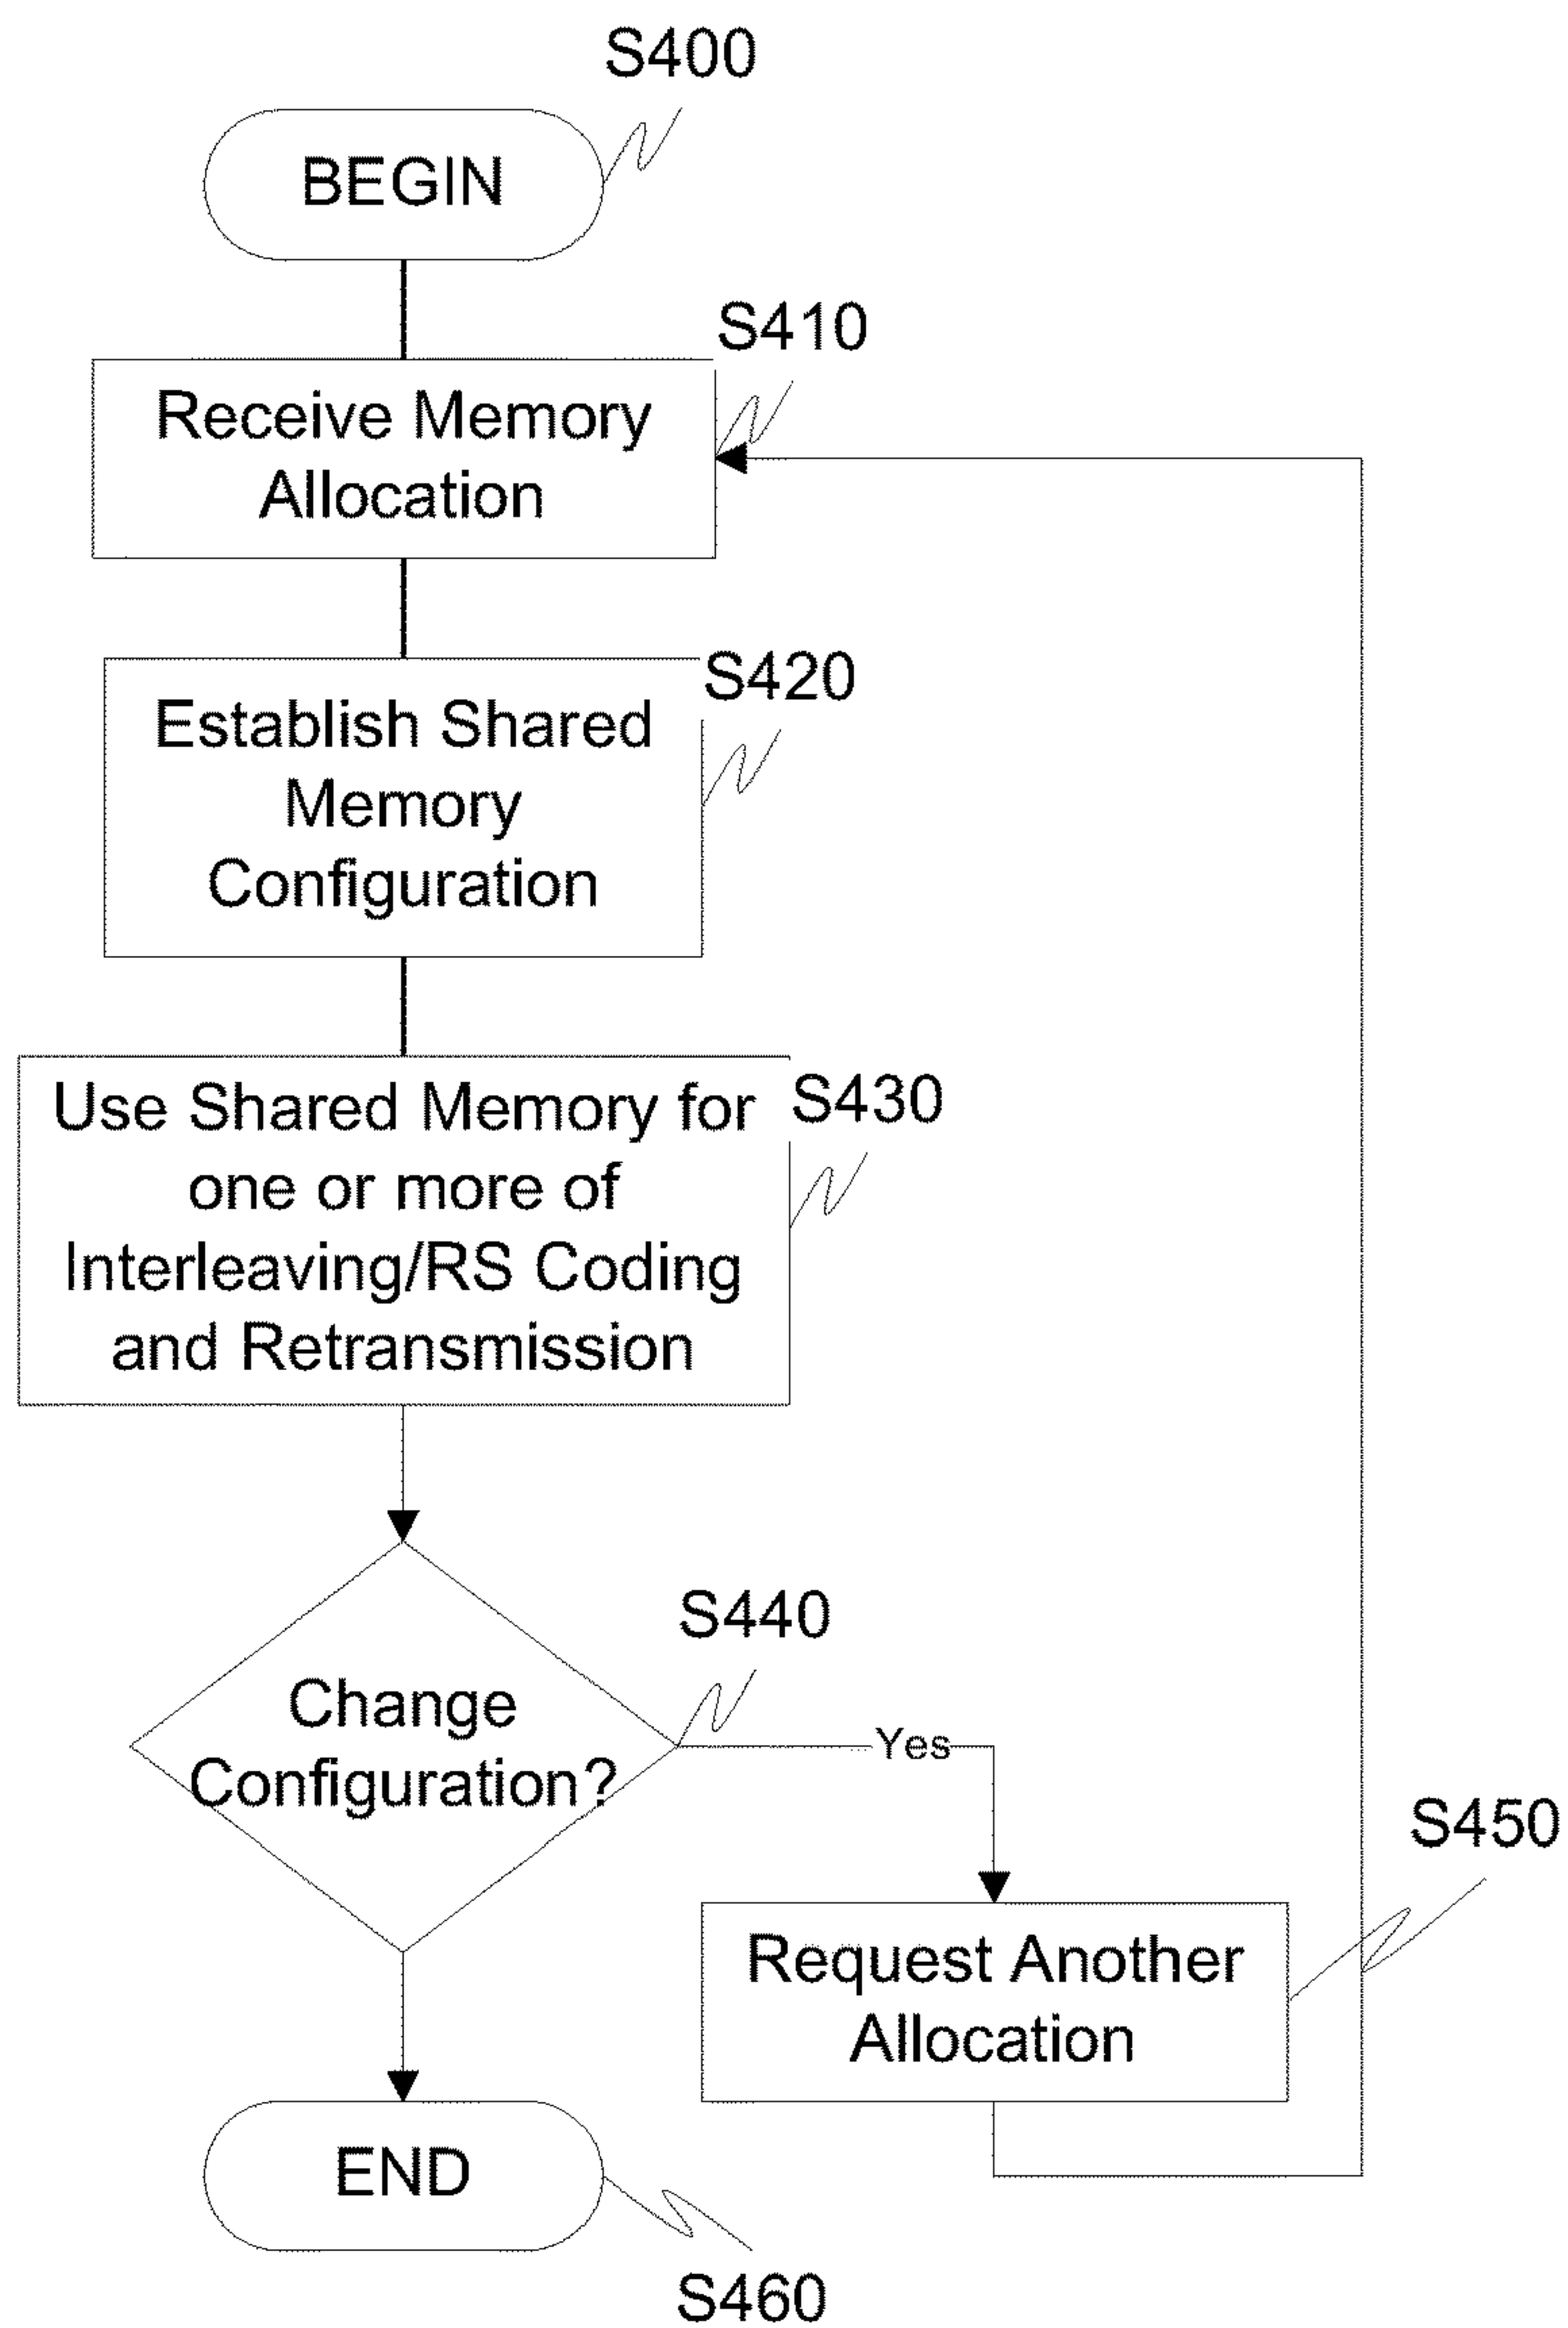 S400
BEGIN
S410
Receive Memory
Allocation
S420
Establish Shared
Memory
Configuration
S430
Use Shared Memory for
one or more of
Interleaving/RS Coding
and Retransmission
S440
Change
Configuration?
Yes
S450
Request Another
Allocation
END
S460